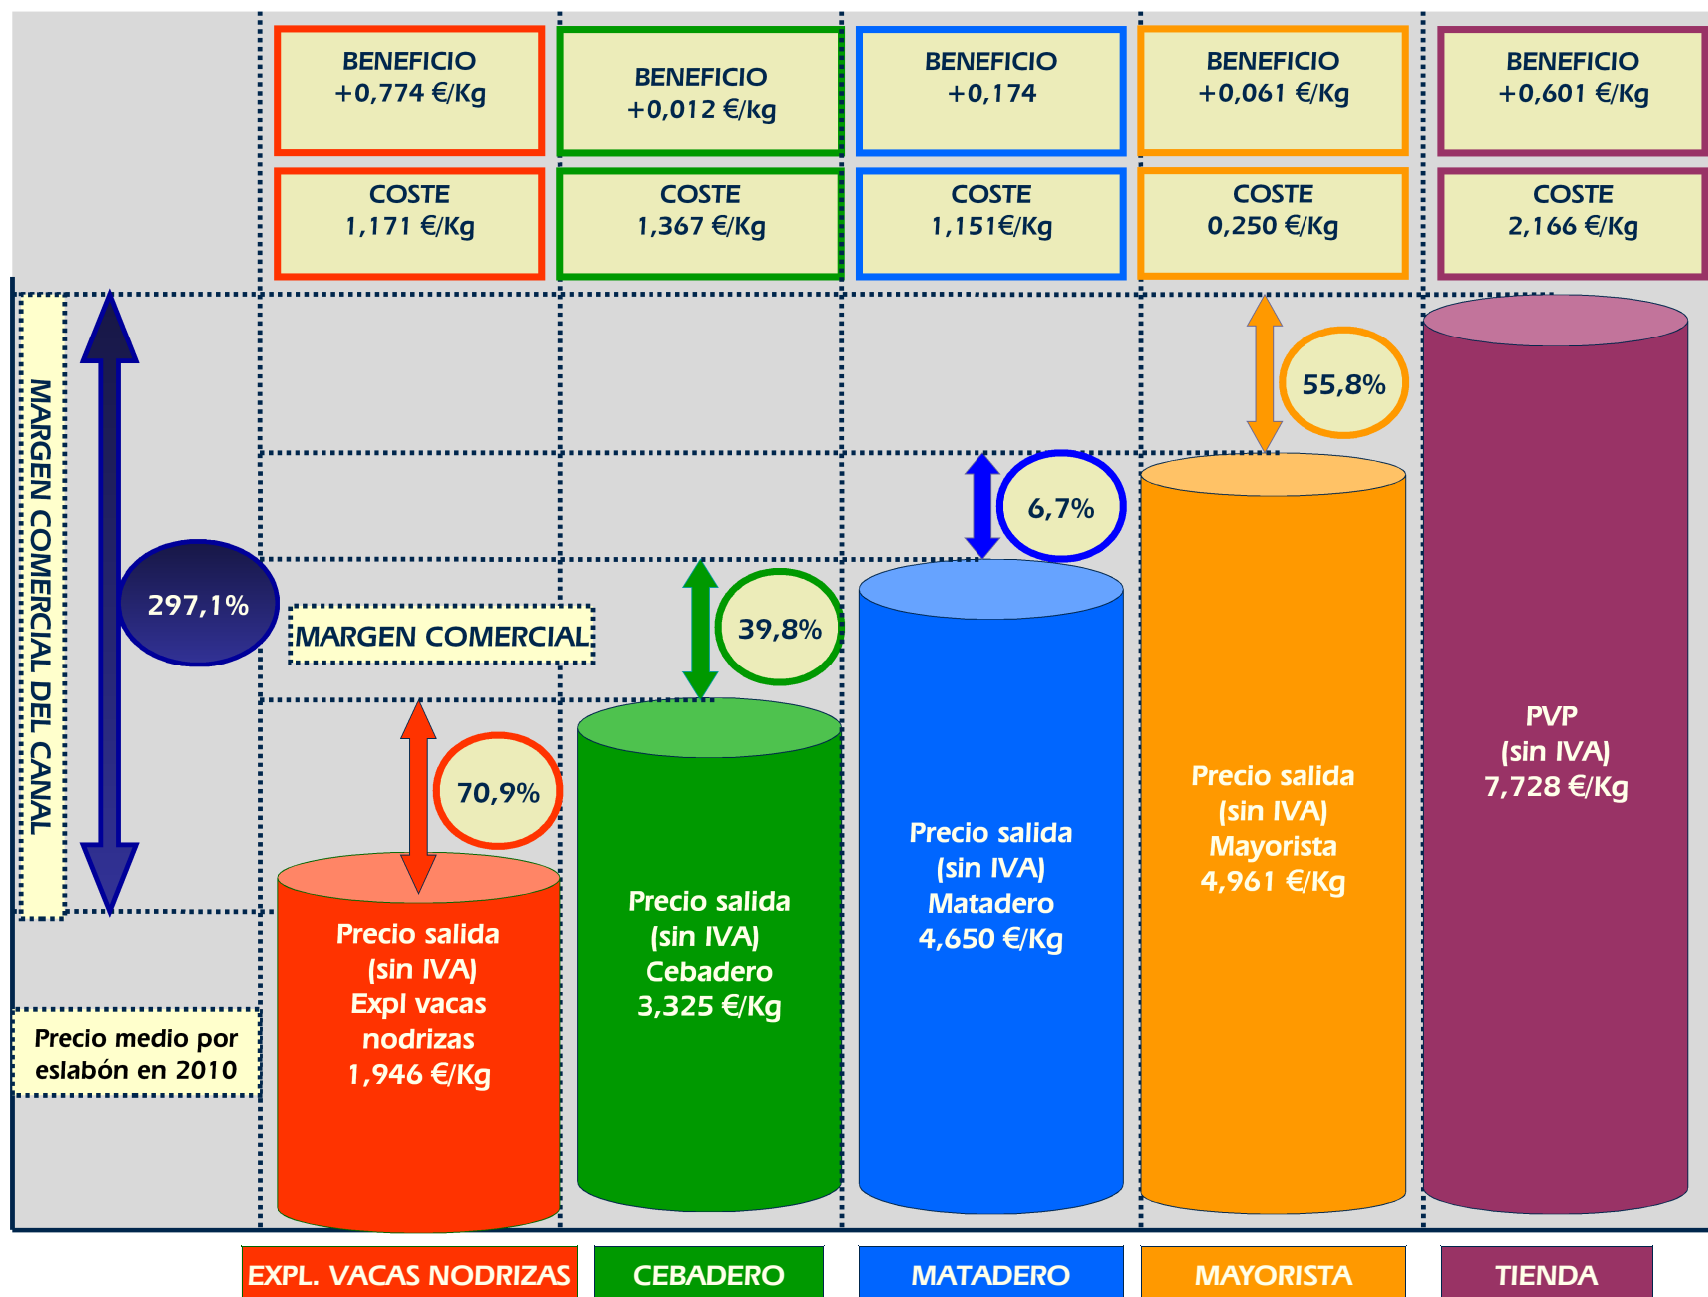 BENEFICIO
+0,774 €/Kg
BENEFICIO
+0,012 €/kg
BENEFICIO
+0,174
BENEFICIO
+0,061 €/Kg
BENEFICIO
+0,601 €/Kg
COSTE
1,171 €/Kg
COSTE
1,367 €/Kg
COSTE
1,151€/Kg
COSTE
0,250 €/Kg
COSTE
2,166 €/Kg
MARGEN COMERCIAL DEL CANAL
297,1%
MARGEN COMERCIAL
70,9%
39,8%
6,7%
55,8%
Precio medio por
eslabón en 2010
Precio salida
(sin IVA)
Expl vacas
nodrizas
1,946 €/Kg
Precio salida
(sin IVA)
Cebadero
3,325 €/Kg
Precio salida
(sin IVA)
Matadero
4,650 €/Kg
Precio salida
(sin IVA)
Mayorista
4,961 €/Kg
PVP
(sin IVA)
7,728 €/Kg
EXPL. VACAS NODRIZAS
CEBADERO
MATADERO
MAYORISTA
TIENDA